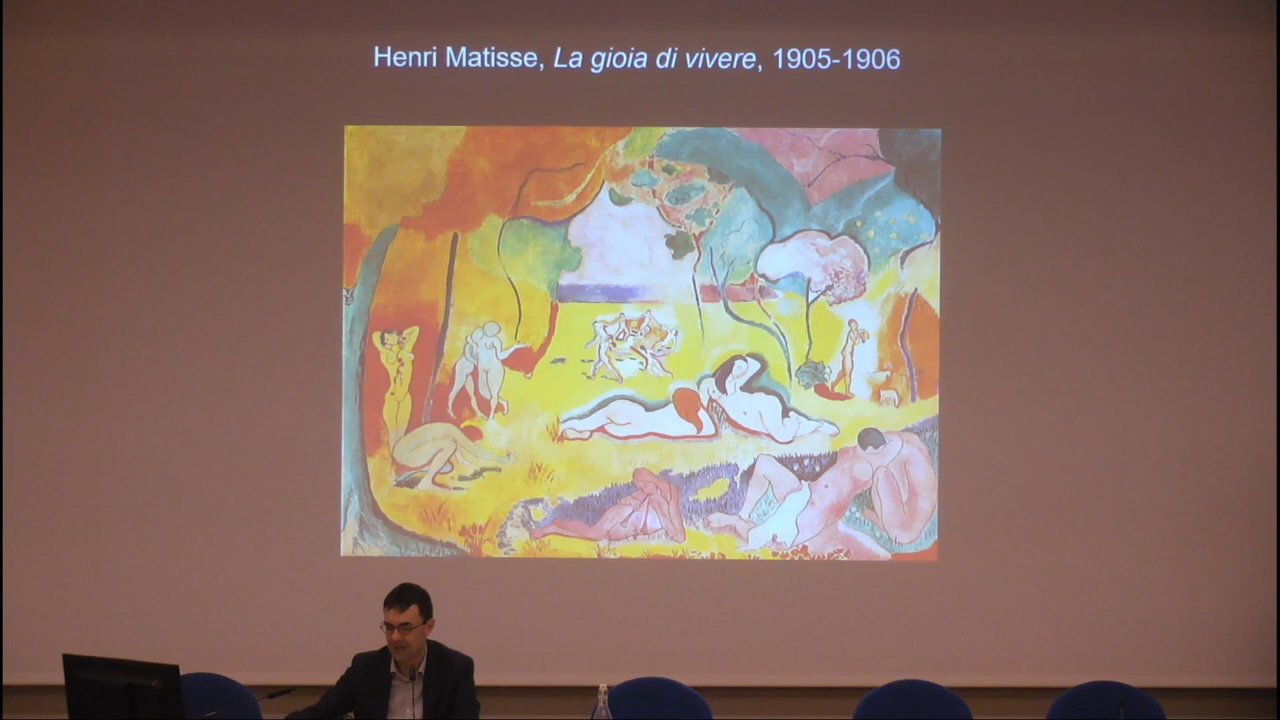 Henri Matisse, La gioia di vivere, 1905-1906